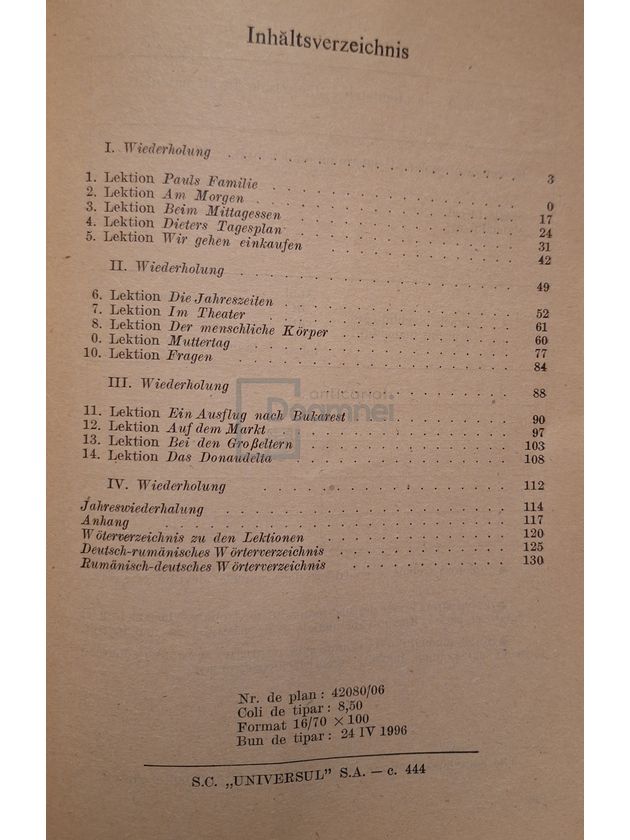 Inhältsverzeichnis
I. Wiederholung . . . . . . . . . . . . . . . 3
1. Lektion Pauls Familie . . . . . . . . . . . . . . 0
2. Lektion Am Morgen . . . . . . . . . . . . . . 17
3. Lektion Beim Mittagessen . . . . . . . . . . . . . 24
4. Lektion Dieters Tagesplan . . . . . . . . . . . . . 31
5. Lektion Wir gehen einkaufen . . . . . . . . . . . . 42
II. Wiederholung . . . . . . . . . . . . . . . 49
6. Lektion Die Jahreszeiten . . . . . . . . . . . . . 52
7. Lektion Im Theater . . . . . . . . . . . . . . 61
8. Lektion Der menschliche Körper . . . . . . . . . . . 60
0. Lektion Muttertag . . . . . . . . . . . . . . 77
10. Lektion Fragen . . . . . . . . . . . . . . . 84
III. Wiederholung . . . . . . . . . . . . . . . 88
anticariat
Doamnei
11. Lektion Ein Ausflug nach Bukarest . . . . . . . . . . 90
12. Lektion Auf dem Markt . . . . . . . . . . . . . 97
13. Lektion Bei den Großeltern . . . . . . . . . . . . 103
14. Lektion Das Donaudelta . . . . . . . . . . . . . 108
IV. Wiederholung . . . . . . . . . . . . . . . 112
Jahreswiederhalung . . . . . . . . . . . . . . . 114
Anhang . . . . . . . . . . . . . . . . . . 117
Wöterverzeichnis zu den Lektionen . . . . . . . . . . . 120
Deutsch-rumänisches Wörterverzeichnis . . . . . . . . . . 125
Rumänisch-deutsches Wörterverzeichnis . . . . . . . . . . 130
Nr. de plan : 42080/06
Coli de tipar : 8,50
Format 16/70 × 100
Bun de tipar : 24 IV 1996
S.C. „UNIVERSUL” S.A. — c. 444